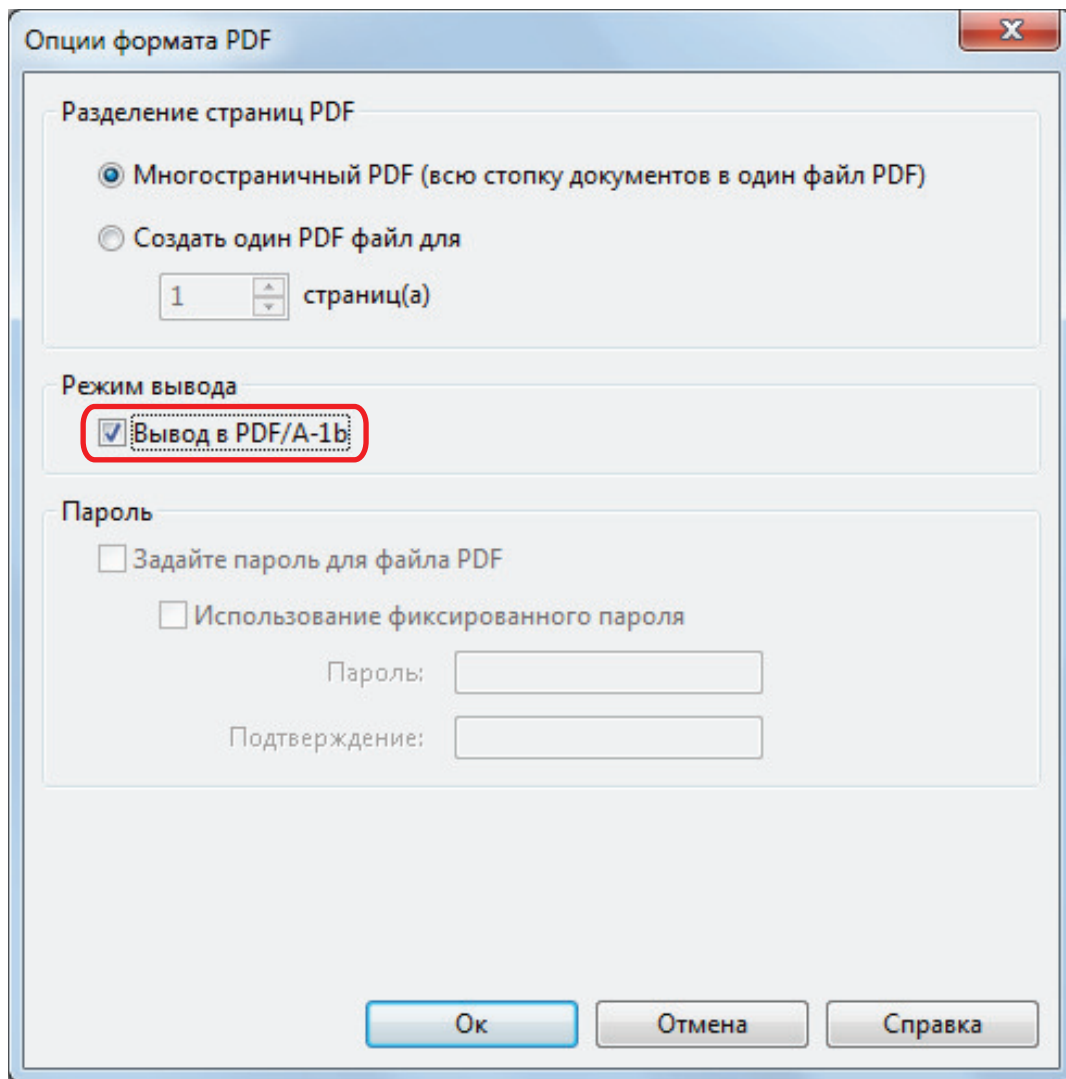 Опции формата PDF
Разделение страниц PDF
Многостраничный PDF (всю стопку документов в один файл PDF)
Создать один PDF файл для
1 страниц(а)
Режим вывода
Вывод в PDF/A-1b
Пароль
Задайте пароль для файла PDF
Использование фиксированного пароля
Пароль:
Подтверждение:
Ок Отмена Справка